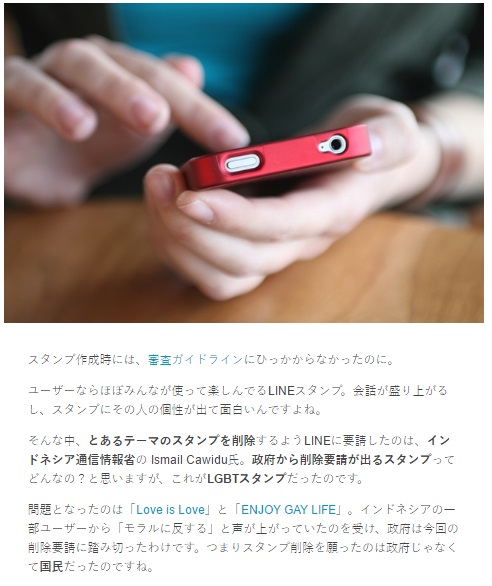 スタンプ作成時には、審査ガイドラインにひっかからなかったのに。
ユーザーならほぼみんなが使って楽しんでるLINEスタンプ。会話が盛り上がる
し、スタンプにその人の個性が出て面白いんですよね。
そんな中、とあるテーマのスタンプを削除するようLINEに要請したのは、イン
ドネシア通信情報省の Ismail Cawidu氏。政府から削除要請が出るスタンプって
どんなの？と思いますが、これがLGBTスタンプだったのです。
問題となったのは「Love is Love」と「ENJOY GAY LIFE」。インドネシアの一
部ユーザーから「モラルに反する」と声が上がっていたのを受け、政府は今回の
削除要請に踏み切ったわけです。つまりスタンプ削除を願ったのは政府じゃなく
て国民だったのですね。